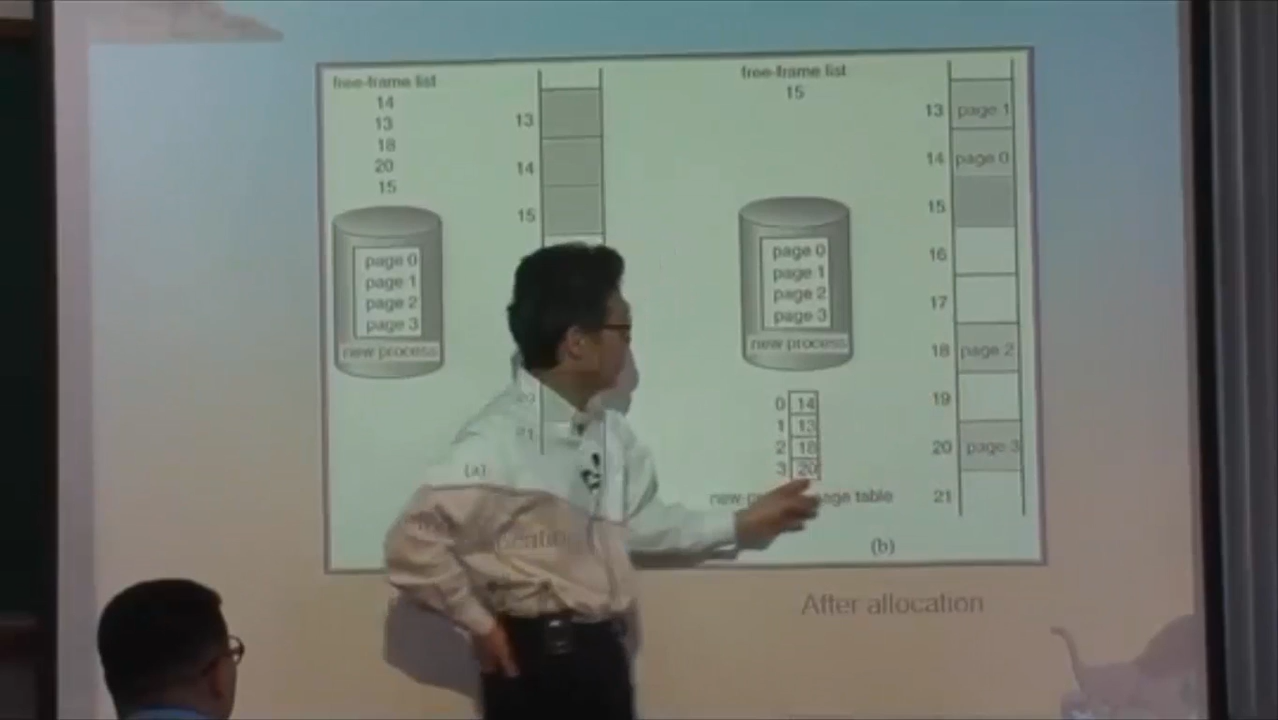 free-frame list
14
13
18
20
15
page 0
page 1
page 2
page 3
new process
13
14
15
20
21
(a)
free-frame list
15
page 0
page 1
page 2
page 3
new process
0 14
1 13
2 18
3 20
page table
13 page 1
14 page 0
15
16
17
18 page 2
19
20 page 3
21
(b)
After allocation